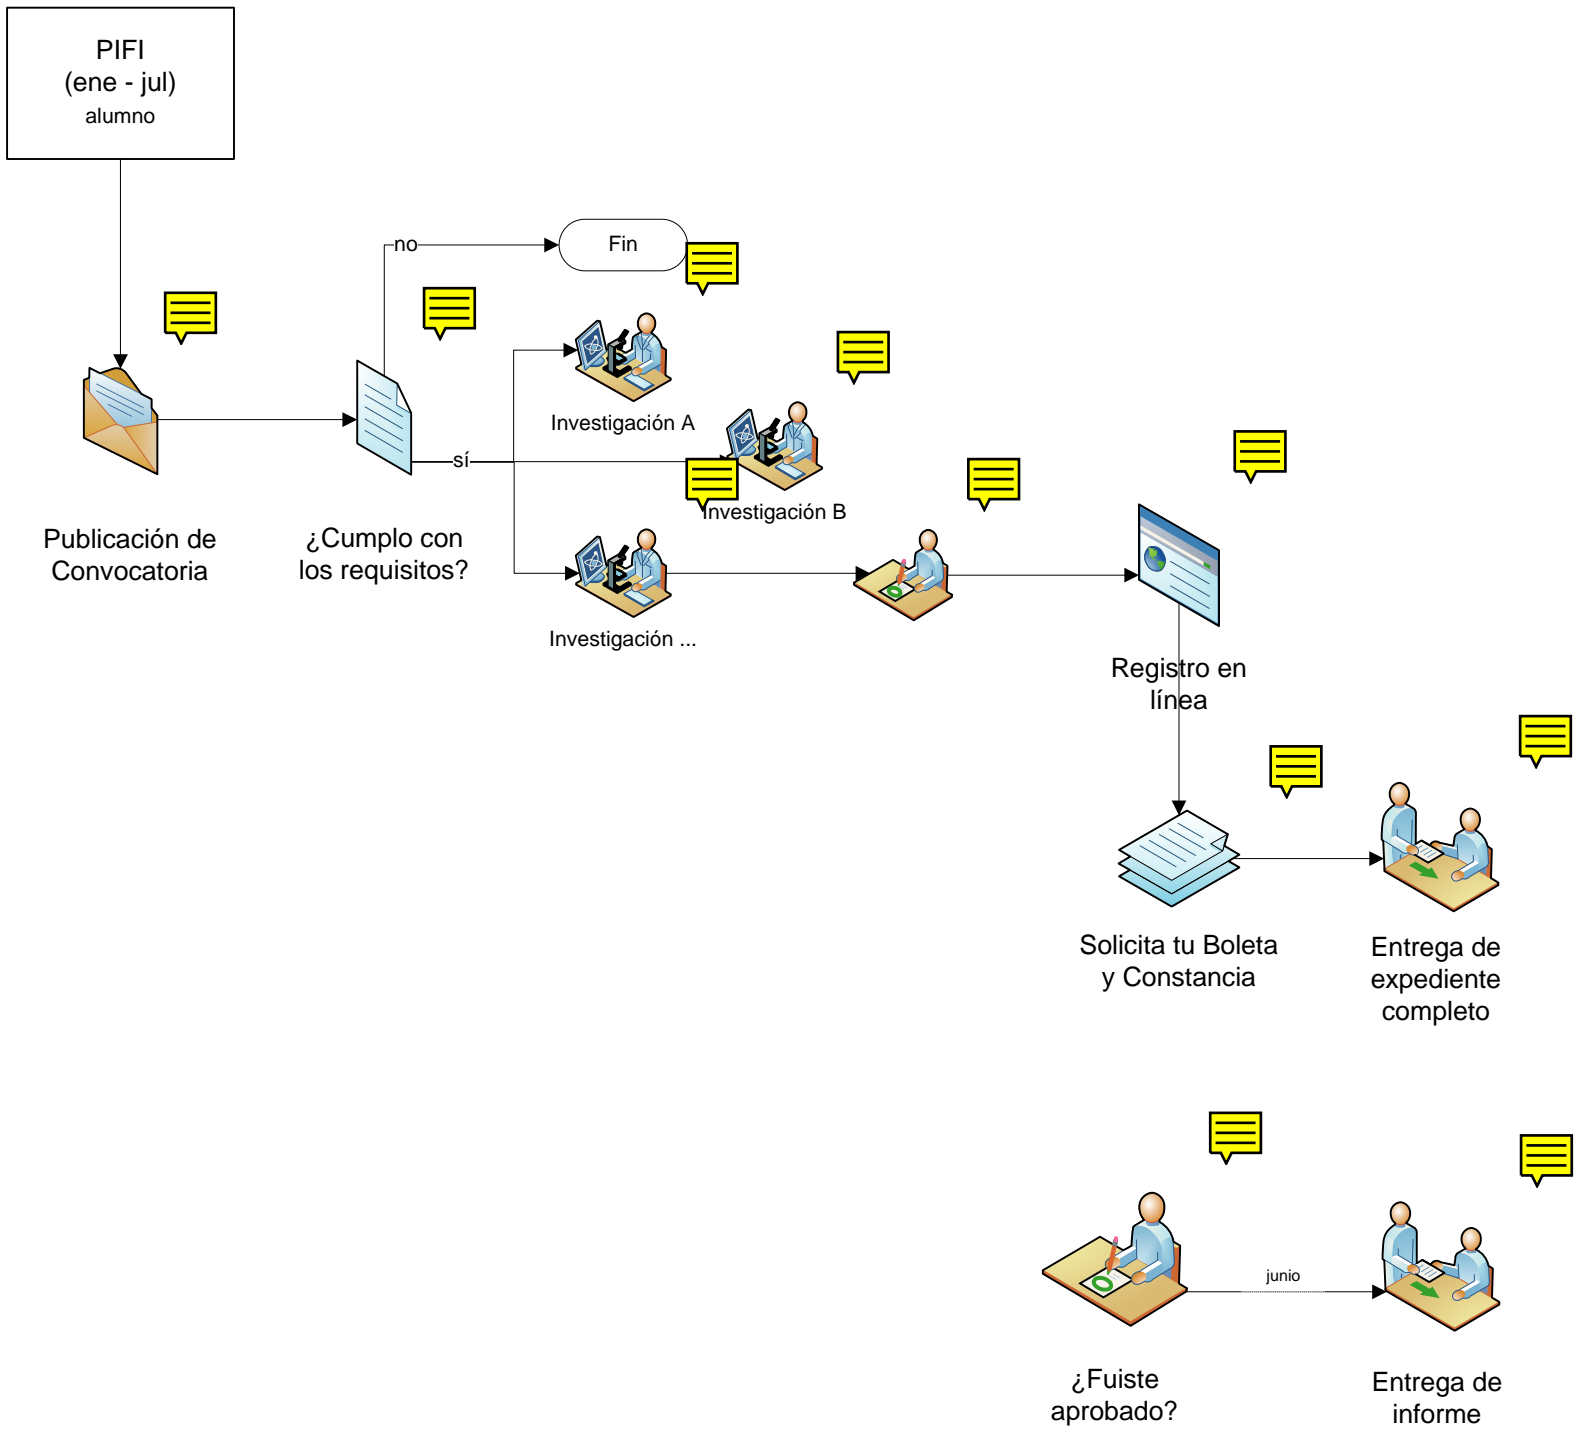 PIFI
(ene - jul)
alumno
no
Fin
Investigación A
sí
Investigación B
Publicación de
Convocatoria
¿Cumplo con
los requisitos?
Investigación ...
Registro en
línea
Solicita tu Boleta
y Constancia
Entrega de
expediente
completo
junio
¿Fuiste
aprobado?
Entrega de
informe